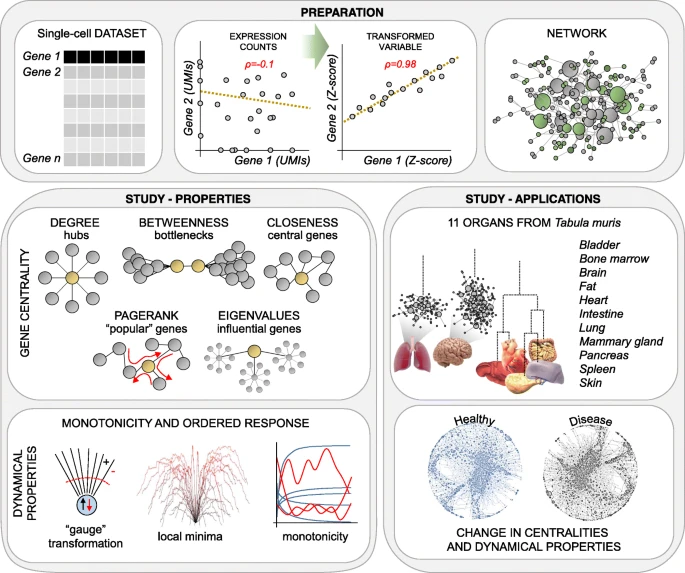 PREPARATION
Single-cell DATASET
Gene 1
Gene 2
Gene n
EXPRESSION
COUNTS
ρ=-0.1
Gene 2 (UMIs)
Gene 1 (UMIs)
TRANSFORMED
VARIABLE
ρ=0.98
Gene 2 (Z-score)
Gene 1 (Z-score)
NETWORK
STUDY - PROPERTIES
GENE CENTRALITY
DEGREE
hubs
BETWEENNESS
bottlenecks
CLOSENESS
central genes
PAGERANK
“popular” genes
EIGENVALUES
influential genes
DYNAMICAL
PROPERTIES
MONOTONICITY AND ORDERED RESPONSE
+
-
“gauge”
transformation
local minima
monotonicity
STUDY - APPLICATIONS
11 ORGANS FROM Tabula muris
Bladder
Bone marrow
Brain
Fat
Heart
Intestine
Lung
Mammary gland
Pancreas
Spleen
Skin
Healthy
Disease
CHANGE IN CENTRALITIES
AND DYNAMICAL PROPERTIES